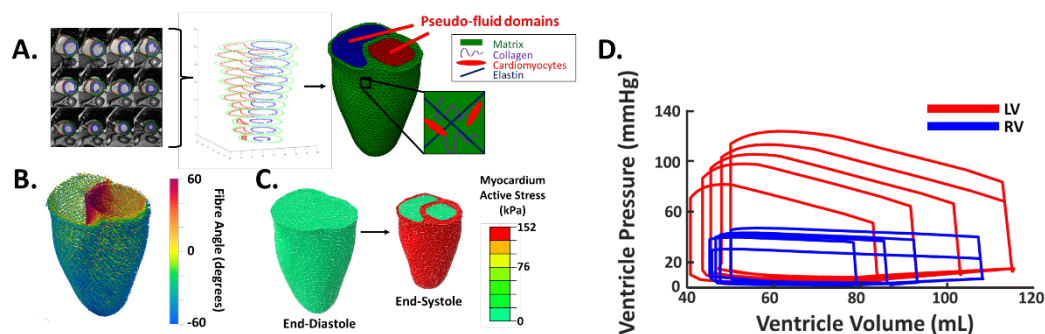 A.
Pseudo-fluid domains
Matrix
Collagen
Cardiomyocytes
Elastin
B.
60
0
-60
Fibre Angle (degrees)
C.
End-Diastole
End-Systole
Myocardium
Active Stress
(kPa)
152
76
0
D.
LV
RV
Ventricle Pressure (mmHg)
140
100
60
20
0
40
60
80
100
120
Ventricle Volume (mL)